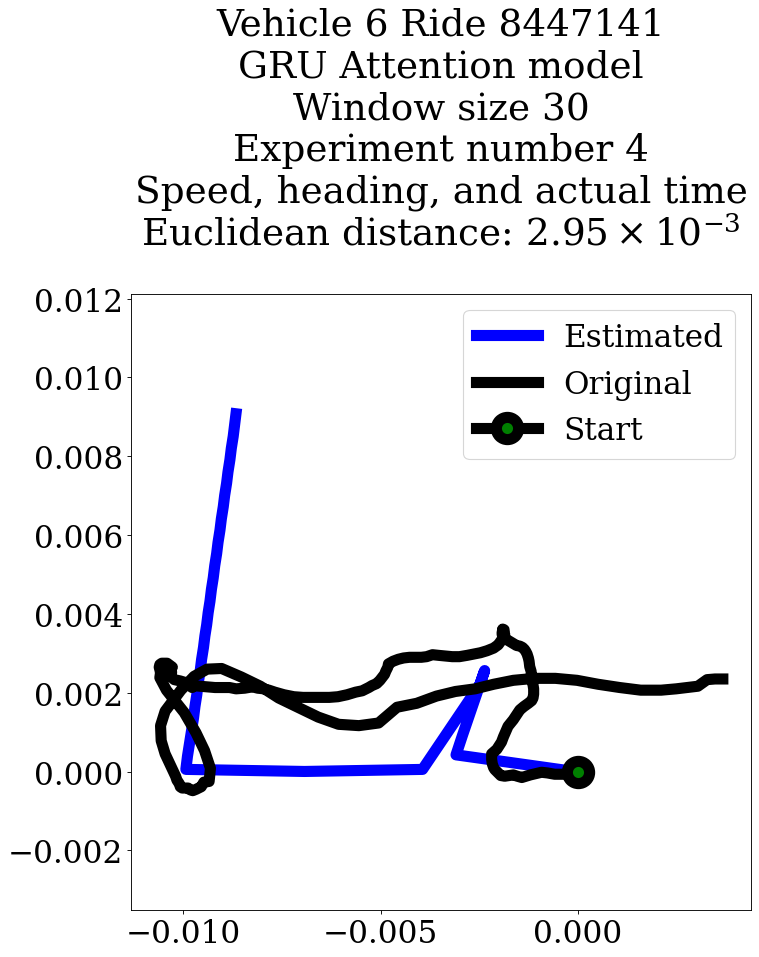 Vehicle 6 Ride 8447141
GRU Attention model
Window size 30
Experiment number 4
Speed, heading, and actual time
Euclidean distance: 2.95 × 10⁻³
0.012
0.010
0.008
0.006
0.004
0.002
0.000
−0.002
Estimated
Original
Start
−0.010
−0.005
0.000